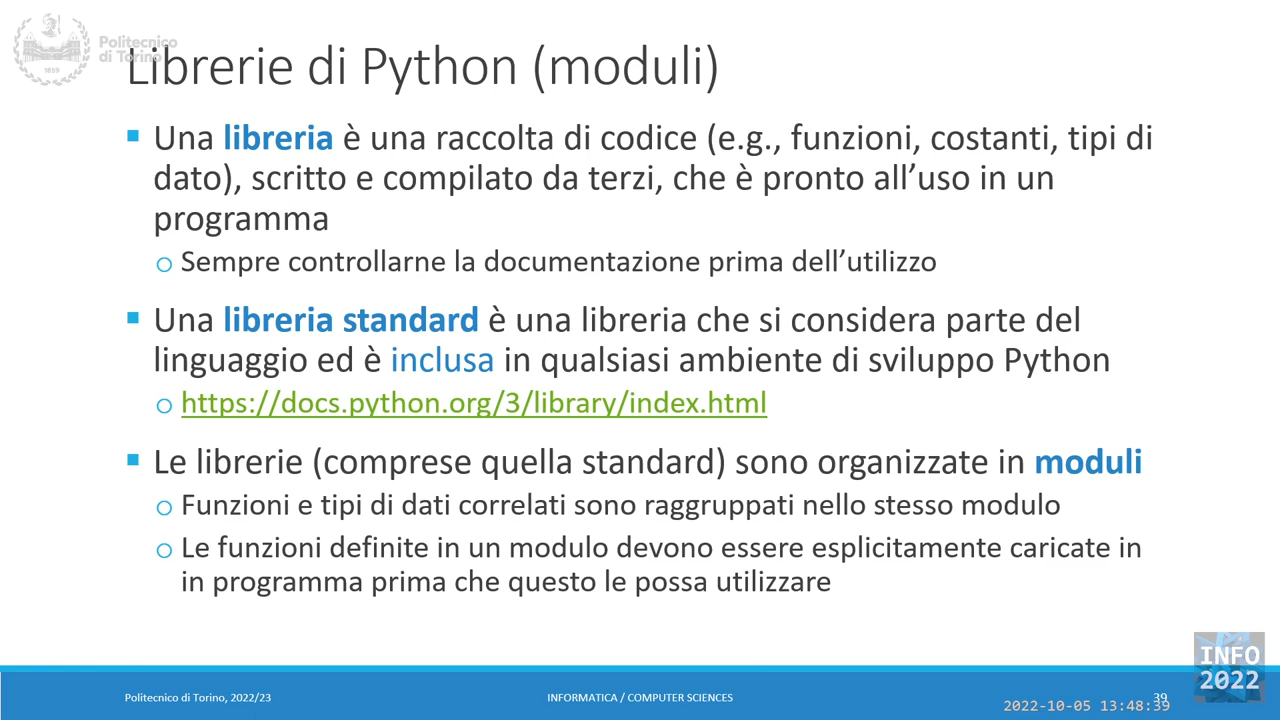 Politecnico
di Torino
1859
Librerie di Python (moduli)
Una libreria è una raccolta di codice (e.g., funzioni, costanti, tipi di
dato), scritto e compilato da terzi, che è pronto all’uso in un
programma
o Sempre controllarne la documentazione prima dell’utilizzo
Una libreria standard è una libreria che si considera parte del
linguaggio ed è inclusa in qualsiasi ambiente di sviluppo Python
o https://docs.python.org/3/library/index.html
Le librerie (comprese quella standard) sono organizzate in moduli
o Funzioni e tipi di dati correlati sono raggruppati nello stesso modulo
o Le funzioni definite in un modulo devono essere esplicitamente caricate in
in programma prima che questo le possa utilizzare
INFO
2022
Politecnico di Torino, 2022/23
INFORMATICA / COMPUTER SCIENCES
39
2022-10-05 13:48:39